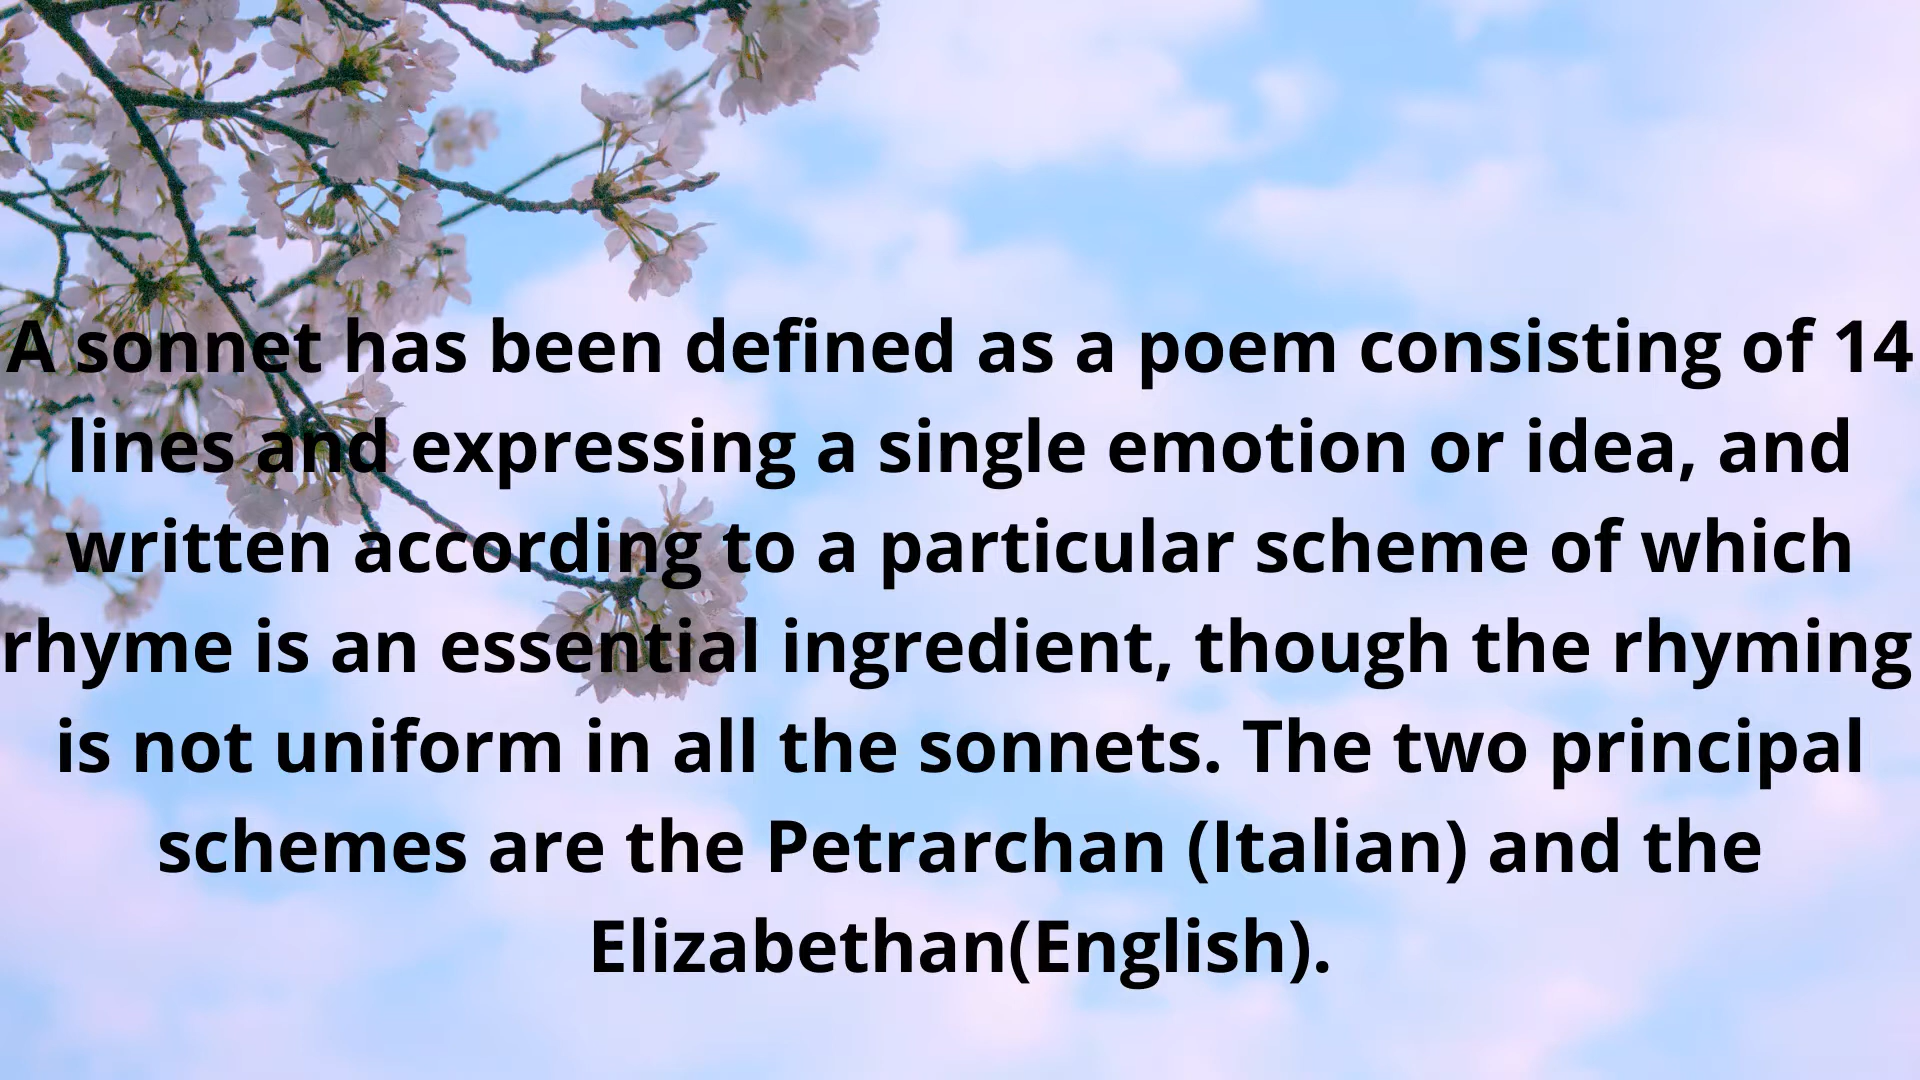 A sonnet has been defined as a poem consisting of 14
lines and expressing a single emotion or idea, and
written according to a particular scheme of which
rhyme is an essential ingredient, though the rhyming
is not uniform in all the sonnets. The two principal
schemes are the Petrarchan (Italian) and the
Elizabethan(English).